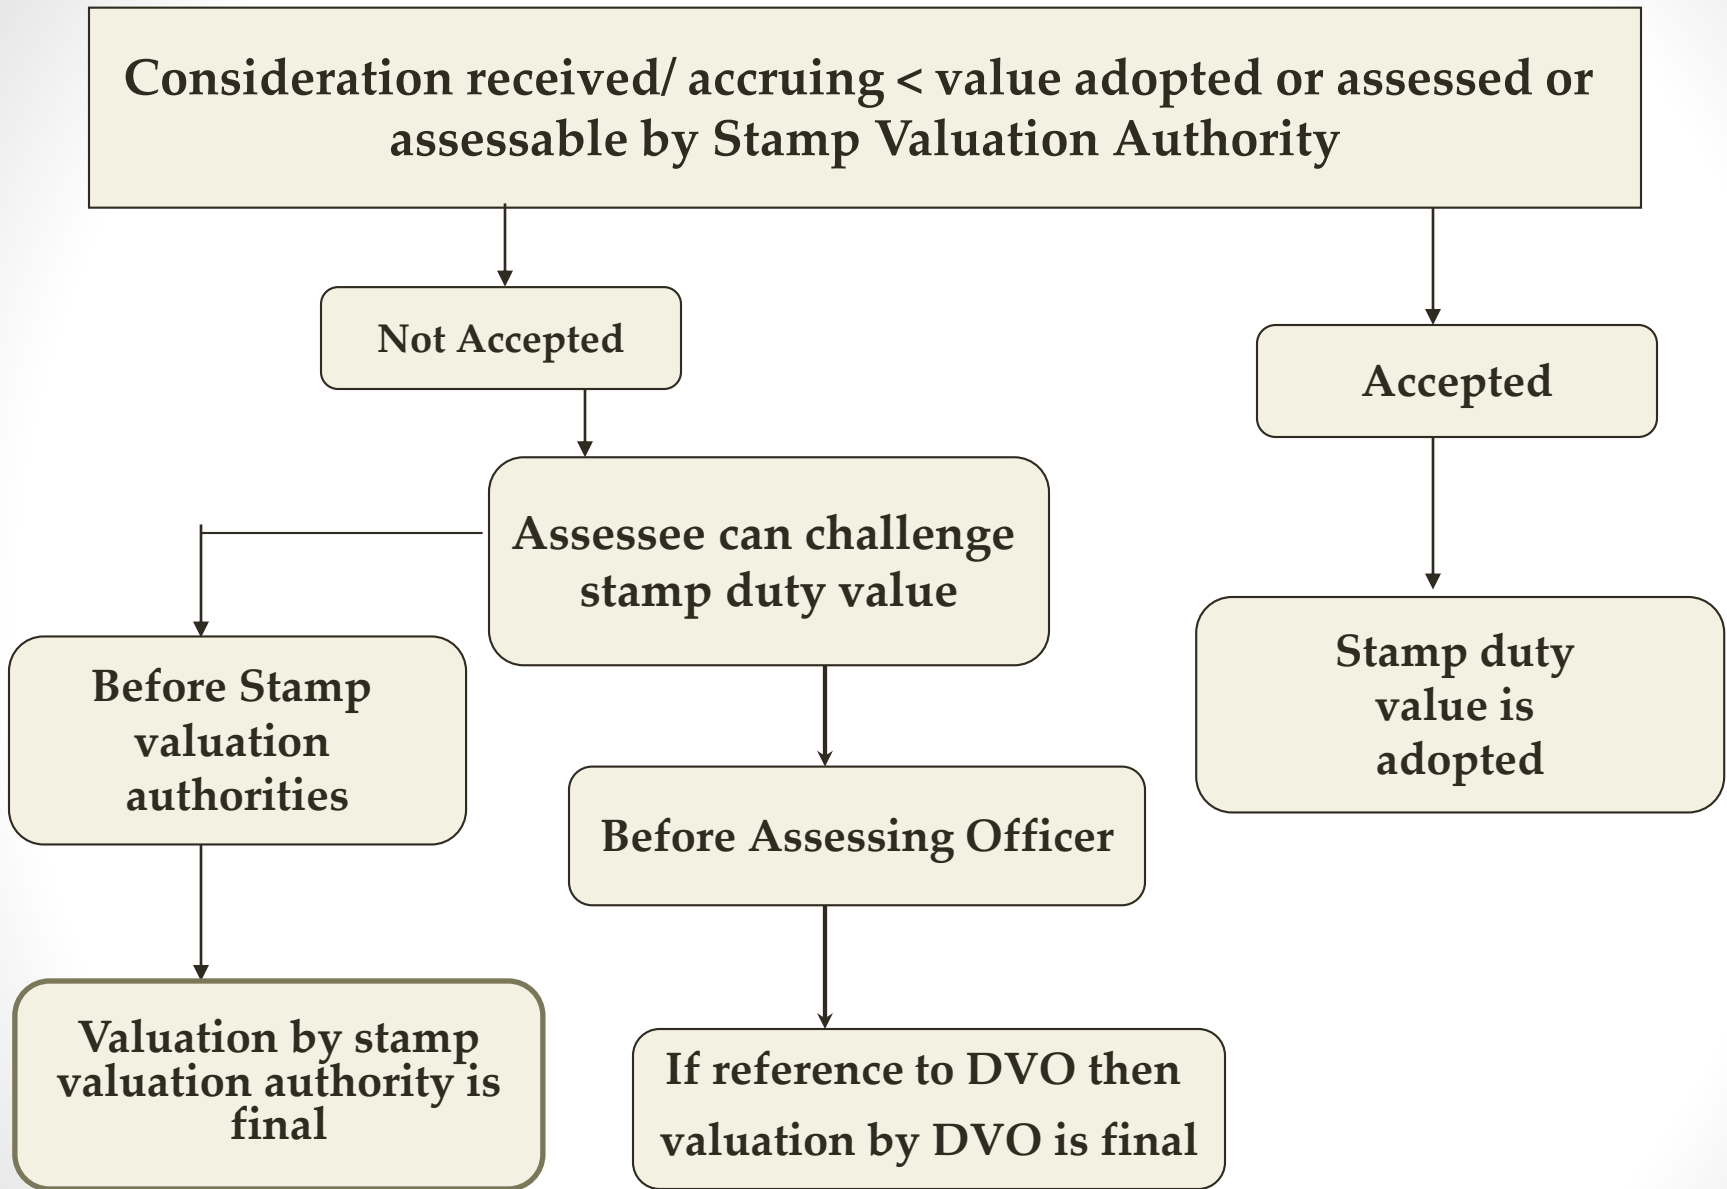 Consideration received/ accruing < value adopted or assessed or
assessable by Stamp Valuation Authority
Not Accepted
Accepted
Assessee can challenge
stamp duty value
Before Stamp
valuation
authorities
Stamp duty
value is
adopted
Before Assessing Officer
Valuation by stamp
valuation authority is
final
If reference to DVO then
valuation by DVO is final